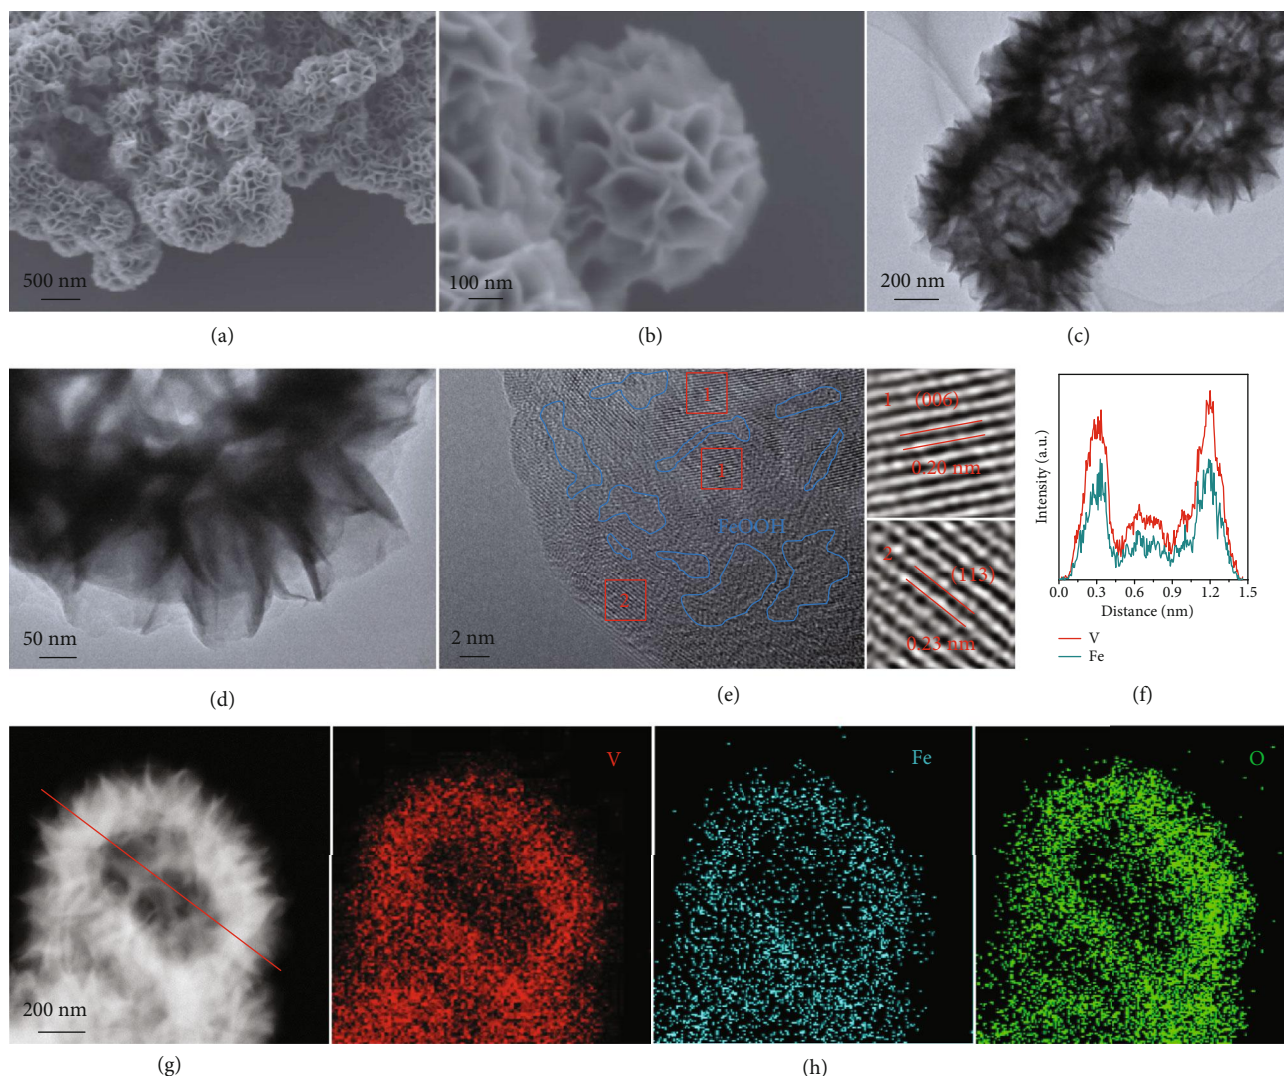 500 nm
100 nm
200 nm
(a)
(b)
(c)
50 nm
1
1
FeOOH
2
2 nm
1 (006)
0.20 nm
2
(113)
0.23 nm
Intensity (a.u.)
0.0 0.3 0.6 0.9 1.2 1.5
Distance (nm)
V
Fe
(d)
(e)
(f)
200 nm
V
Fe
O
(g)
(h)